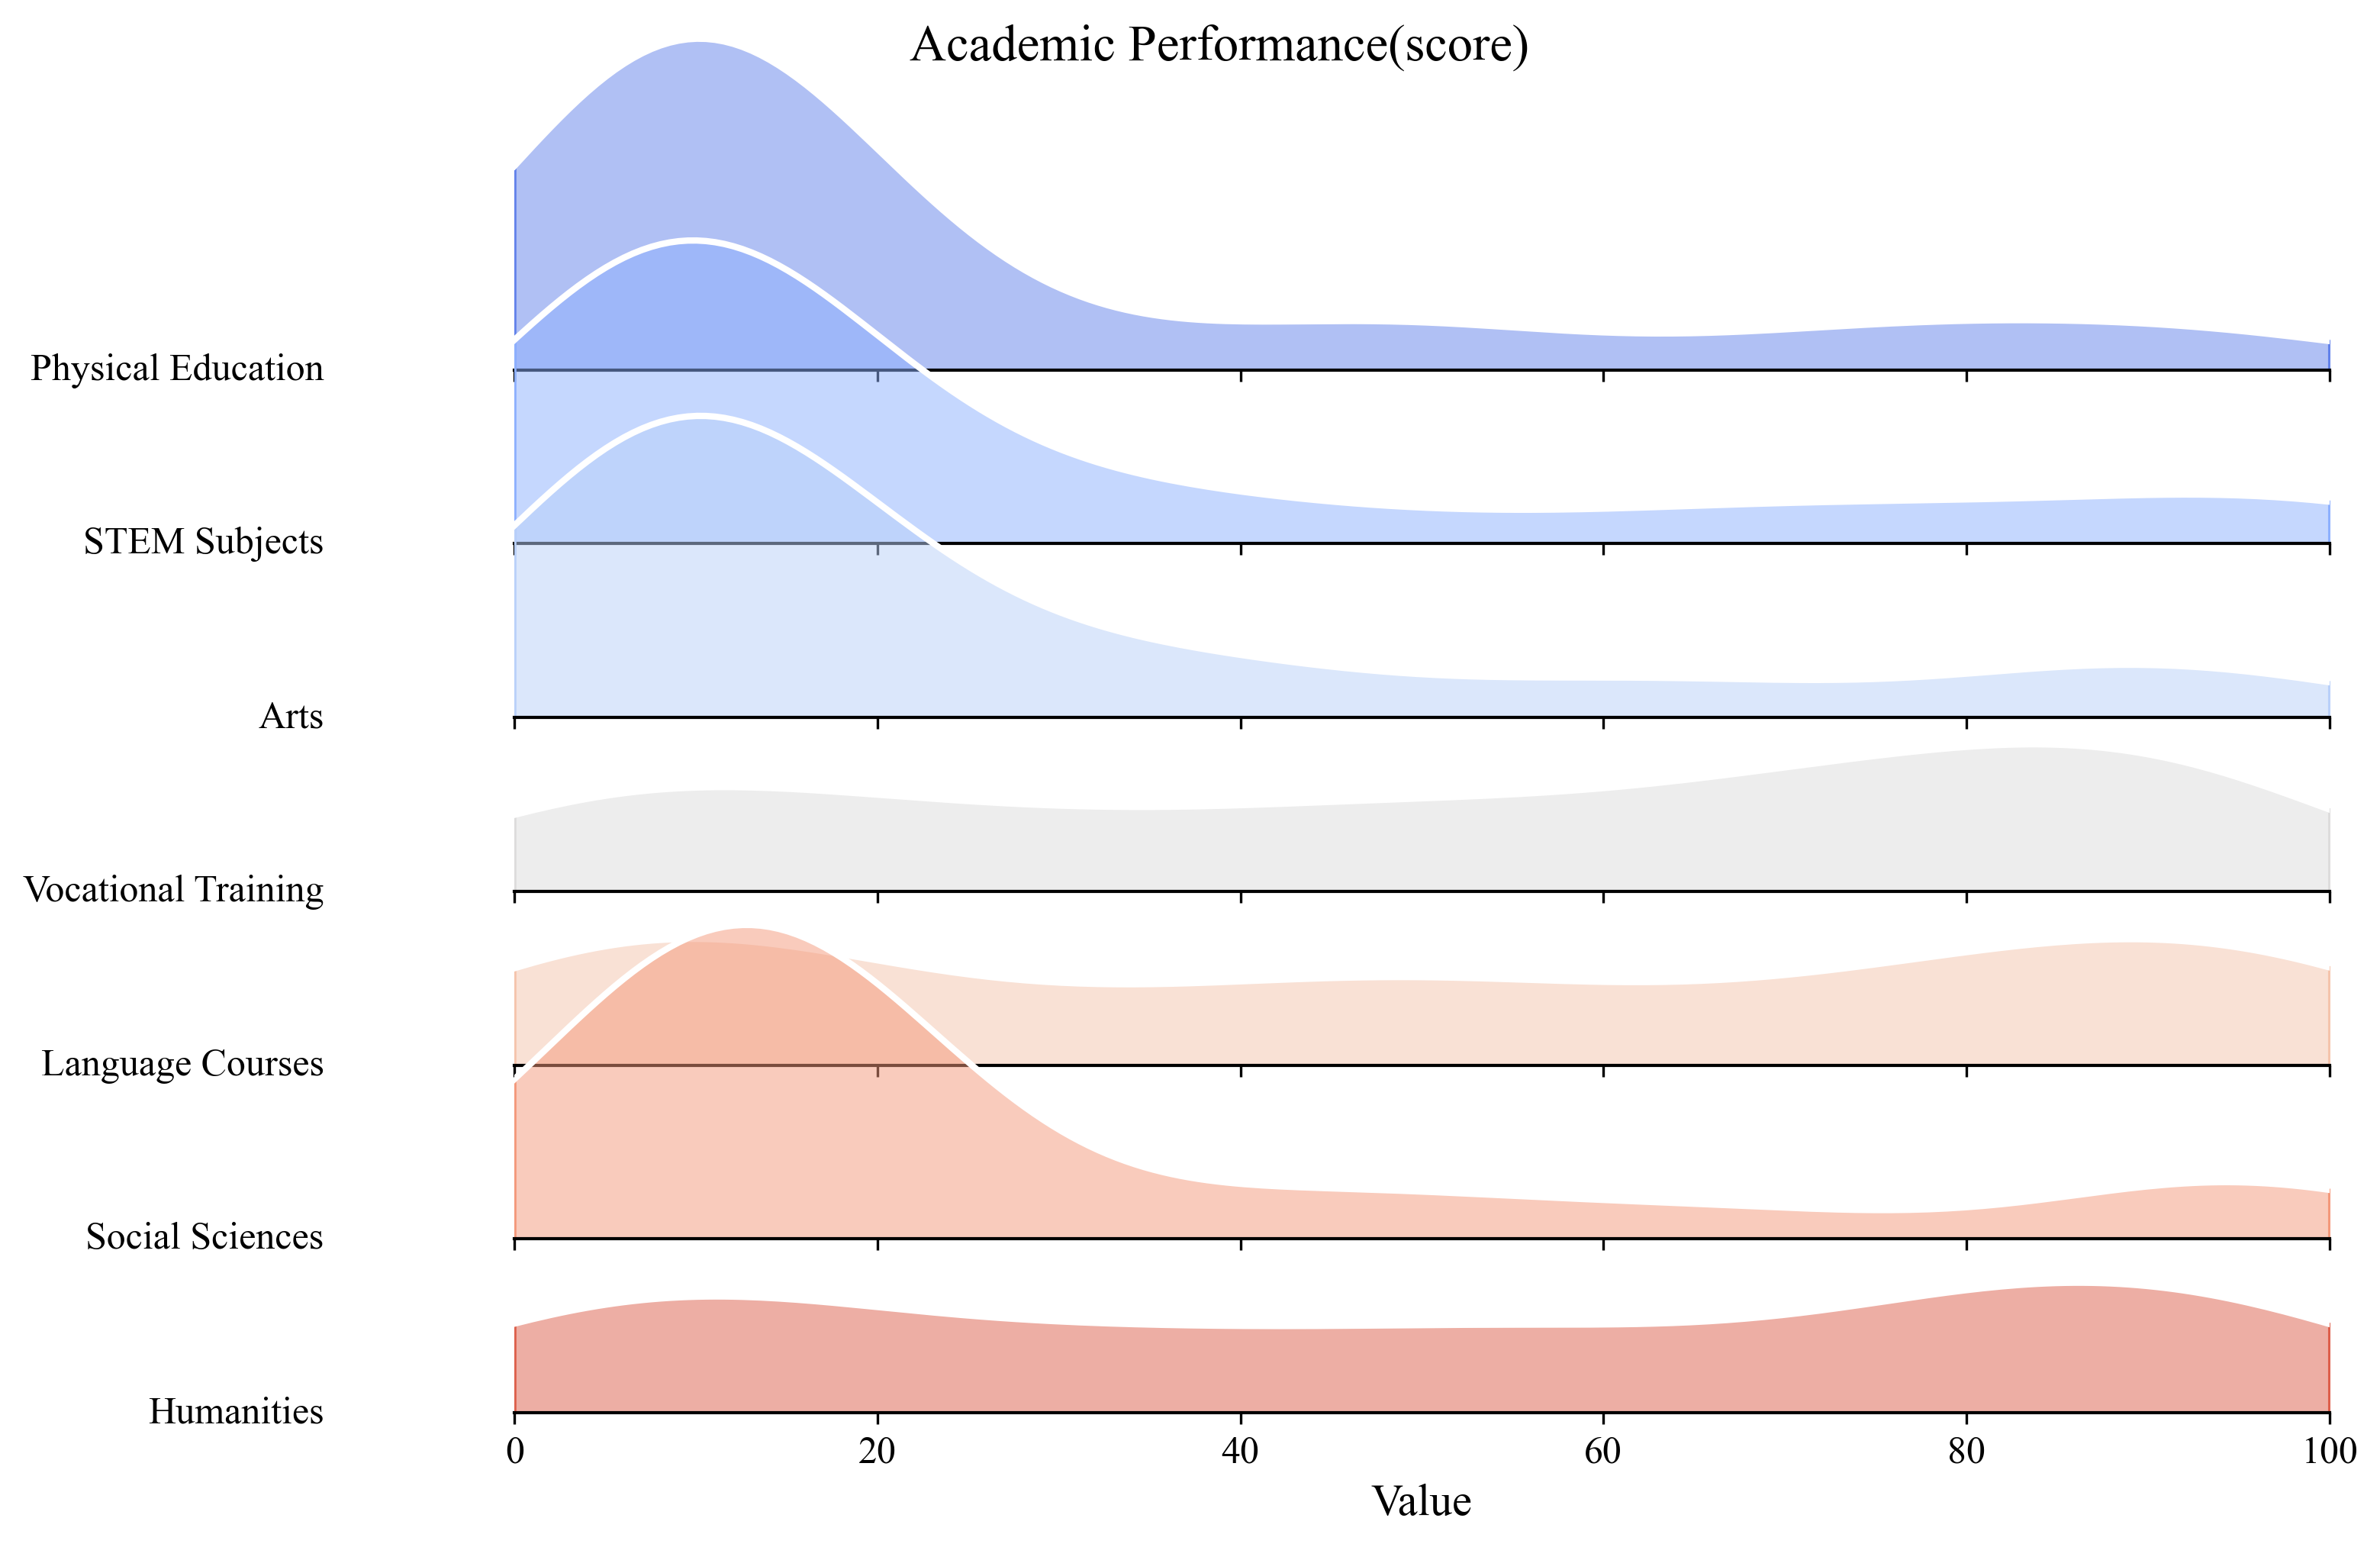 Academic Performance(score)
Physical Education
STEM Subjects
Arts
Vocational Training
Language Courses
Social Sciences
Humanities
0 20 40 60 80 100
Value